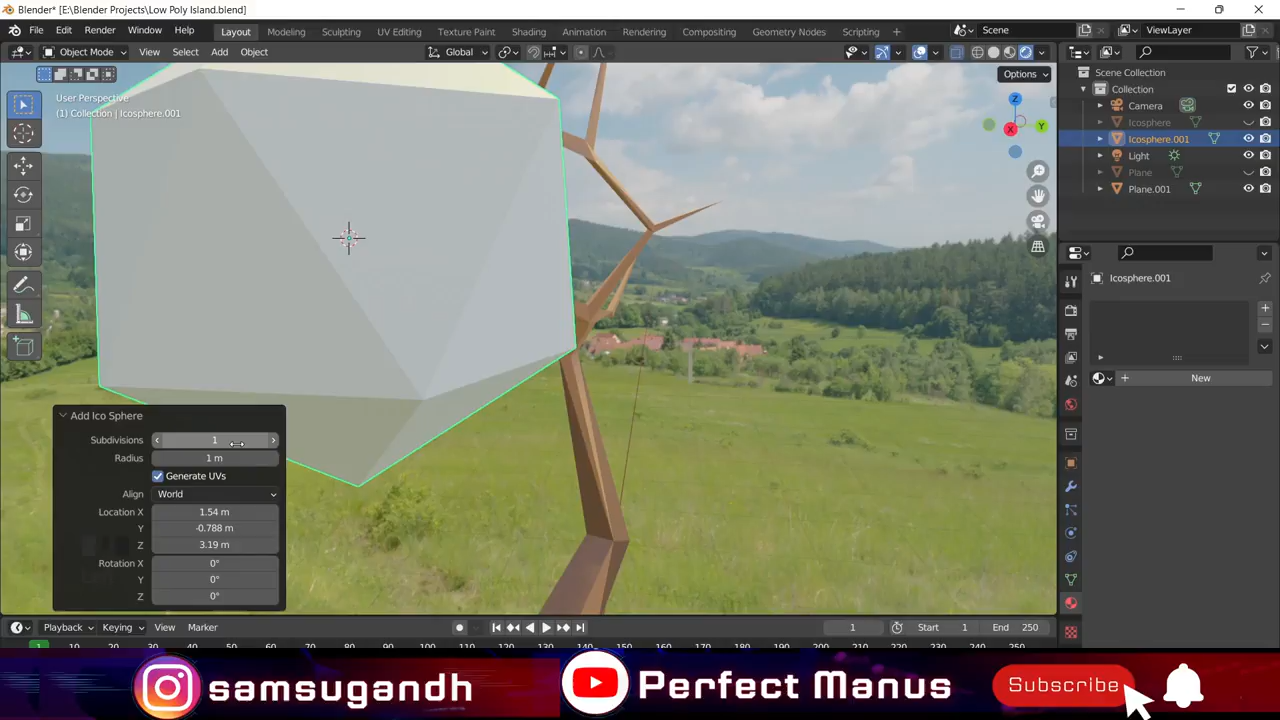 Blender* [E:\Blender Projects\Low Poly Island.blend]
File Edit Render Window Help Layout Modeling Sculpting UV Editing Texture Paint Shading Animation Rendering Compositing Geometry Nodes Scripting + Scene ViewLayer
Object Mode View Select Add Object Global
Options
User Perspective
(1) Collection | Icosphere.001
Z
Y
X
Scene Collection
Collection
Camera
Icosphere
Icosphere.001
Light
Plane
Plane.001
Icosphere.001
+ New
Add Ico Sphere
Subdivisions 1
Radius 1 m
Generate UVs
Align World
Location X 1.54 m
Y -0.788 m
Z 3.19 m
Rotation X 0°
Y 0°
Z 0°
Playback Keying View Marker 1 Start 1 End 250
1
samsugandh
Perfect Manus
Subscribe